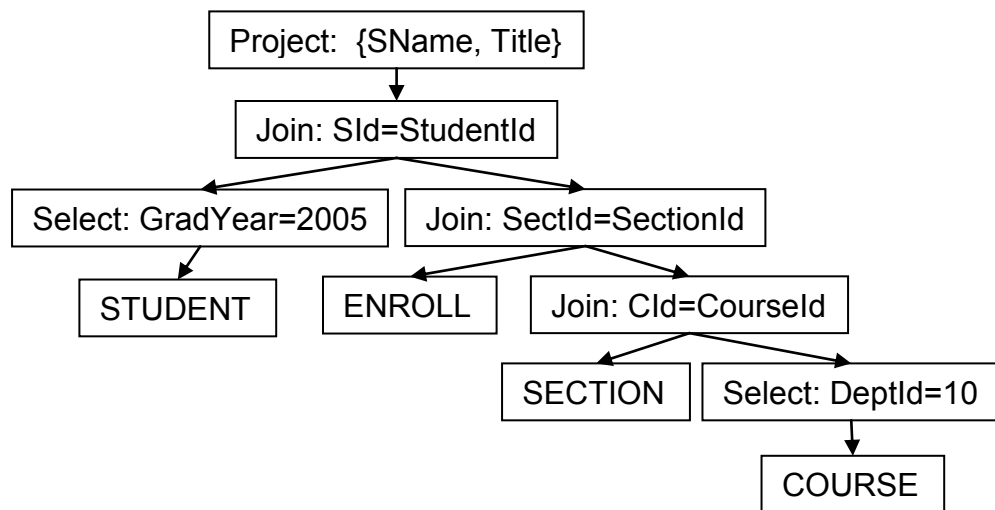 Project:  {SName, Title}
Join: SId=StudentId
Select: GradYear=2005
Join: SectId=SectionId
STUDENT
ENROLL
Join: CId=CourseId
SECTION
Select: DeptId=10
COURSE